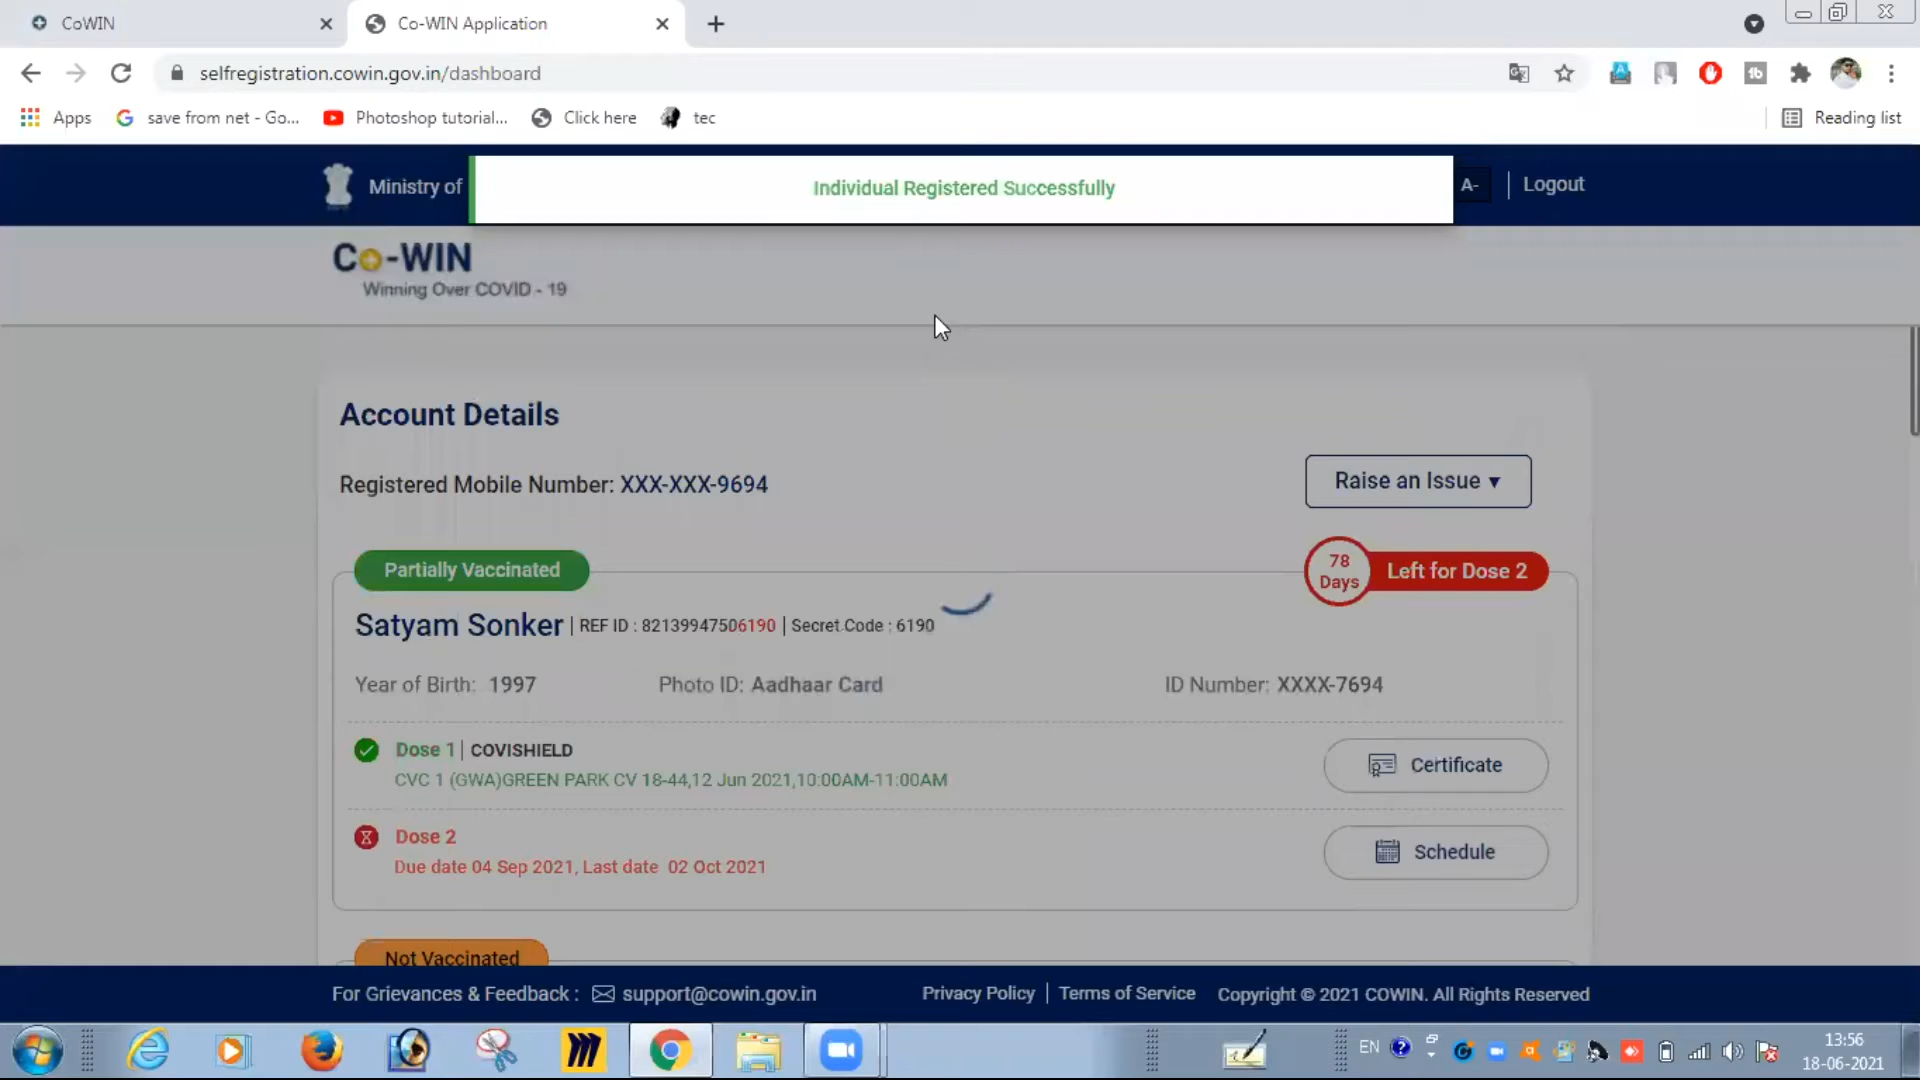 CoWIN
Co-WIN Application
selfregistration.cowin.gov.in/dashboard
Apps
save from net - Go...
Photoshop tutorial...
Click here
tec
Reading list
Ministry of
Individual Registered Successfully
A-
Logout
Co-WIN
Winning Over COVID - 19
Account Details
Registered Mobile Number: XXX-XXX-9694
Raise an Issue ▼
Partially Vaccinated
78 Days
Left for Dose 2
Satyam Sonker | REF ID : 82139947506190 | Secret Code : 6190
Year of Birth: 1997
Photo ID: Aadhaar Card
ID Number: XXXX-7694
Dose 1 | COVISHIELD
CVC 1 (GWA)GREEN PARK CV 18-44,12 Jun 2021,10:00AM-11:00AM
Certificate
Dose 2
Due date 04 Sep 2021, Last date 02 Oct 2021
Schedule
Not Vaccinated
For Grievances & Feedback : support@cowin.gov.in
Privacy Policy | Terms of Service
Copyright © 2021 COWIN. All Rights Reserved
EN
13:56
18-06-2021